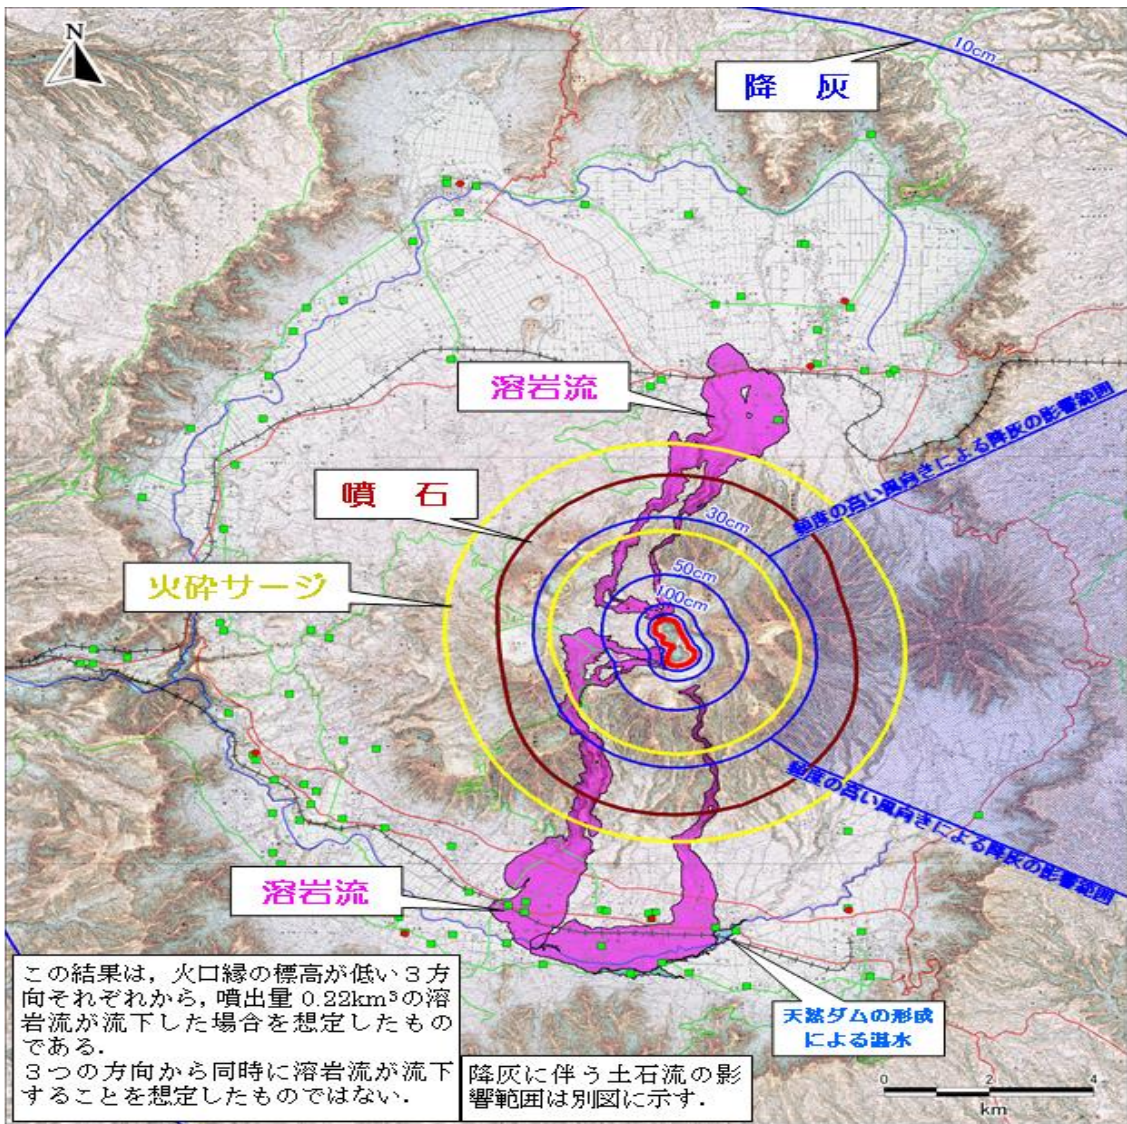 N
10cm
降 灰
溶岩流
頻度の高い風向きによる降灰の影響範囲
噴 石
30cm
50cm
100cm
火砕サージ
頻度の高い風向きによる降灰の影響範囲
溶岩流
この結果は，火口縁の標高が低い３方
向それぞれから，噴出量 0.22km³の溶
岩流が流下した場合を想定したもの
である．
３つの方向から同時に溶岩流が流下
することを想定したものではない．
降灰に伴う土石流の影
響範囲は別図に示す．
天然ダムの形成
による湛水
0 2 4
km